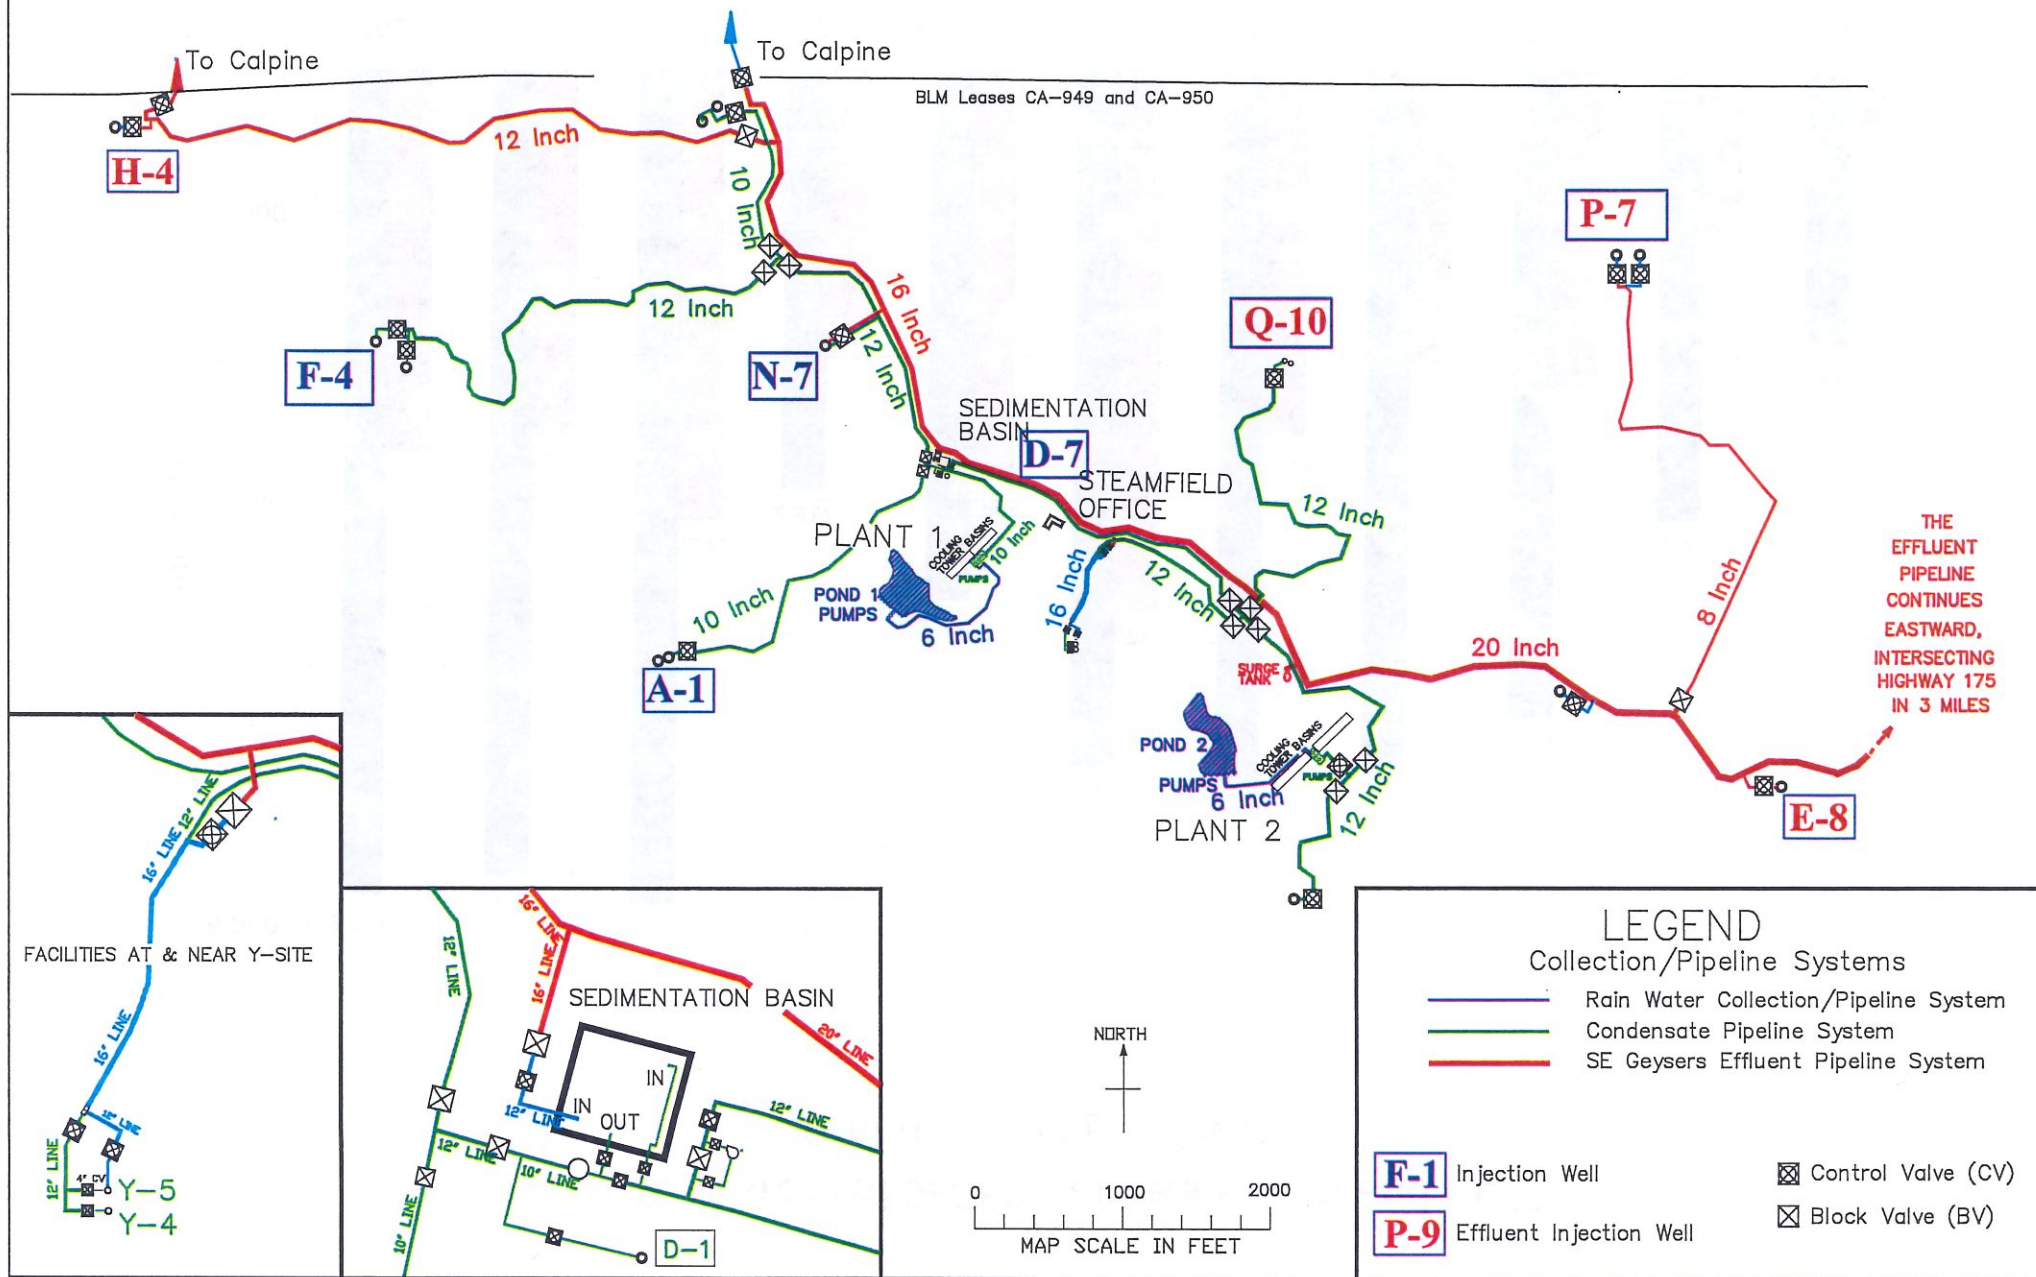 To Calpine
To Calpine
BLM Leases CA-949 and CA-950
12 Inch
H-4
10 Inch
P-7
16 Inch
12 Inch
Q-10
F-4
N-7
12 Inch
SEDIMENTATION
BASIN
D-7
STEAMFIELD
OFFICE
12 Inch
PLANT 1
COOLING
TOWER BASINS
10 Inch
PUMPS
THE
EFFLUENT
PIPELINE
CONTINUES
EASTWARD,
INTERSECTING
HIGHWAY 175
IN 3 MILES
POND 1
PUMPS
6 Inch
16 Inch
12 Inch
8 Inch
10 Inch
A-1
SURGE
TANK
20 Inch
POND 2
PUMPS
6 Inch
COOLING
TOWER BASINS
PUMPS
12 Inch
PLANT 2
E-8
12" LINE
16" LINE
FACILITIES AT & NEAR Y-SITE
16" LINE
12" LINE
12" LINE
4" CV
Y-5
Y-4
16" LINE
12" LINE
16" LINE
SEDIMENTATION BASIN
20" LINE
IN
IN
OUT
12" LINE
12" LINE
12" LINE
10" LINE
10" LINE
D-1
NORTH
0 1000 2000
MAP SCALE IN FEET
LEGEND
Collection/Pipeline Systems
Rain Water Collection/Pipeline System
Condensate Pipeline System
SE Geysers Effluent Pipeline System
F-1 Injection Well
Control Valve (CV)
P-9 Effluent Injection Well
Block Valve (BV)